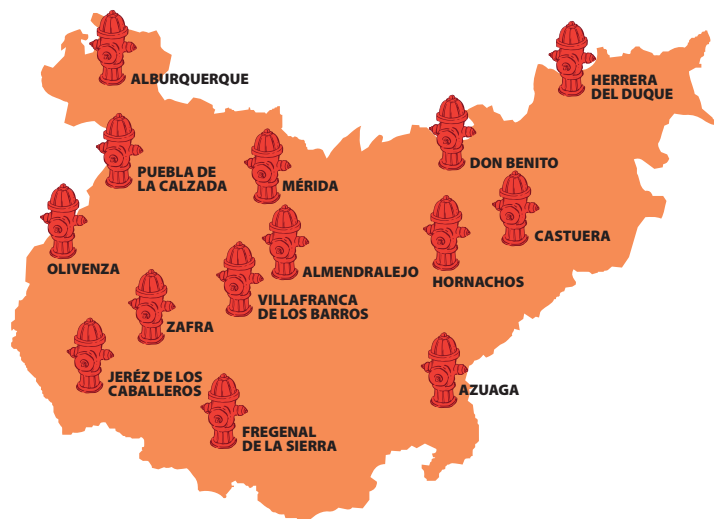 ALBURQUERQUE
HERRERA
DEL DUQUE
PUEBLA DE
LA CALZADA
MÉRIDA
DON BENITO
CASTUERA
OLIVENZA
ALMENDRALEJO
HORNACHOS
VILLAFRANCA
DE LOS BARROS
ZAFRA
JERÉZ DE LOS
CABALLEROS
AZUAGA
FREGENAL
DE LA SIERRA